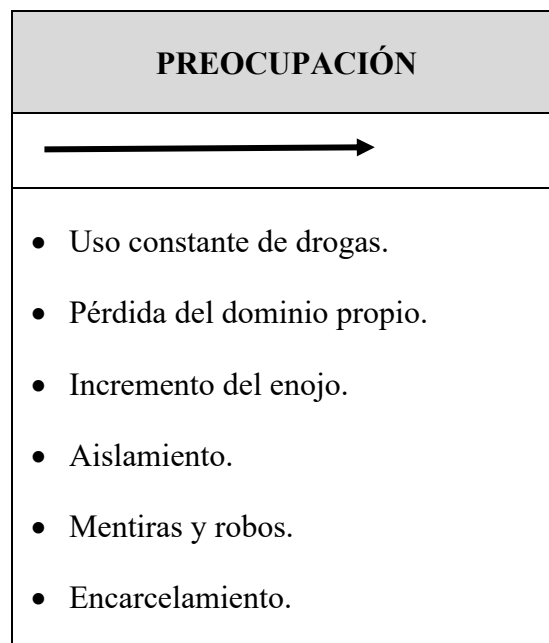 PREOCUPACIÓN
• Uso constante de drogas.
• Pérdida del dominio propio.
• Incremento del enojo.
• Aislamiento.
• Mentiras y robos.
• Encarcelamiento.